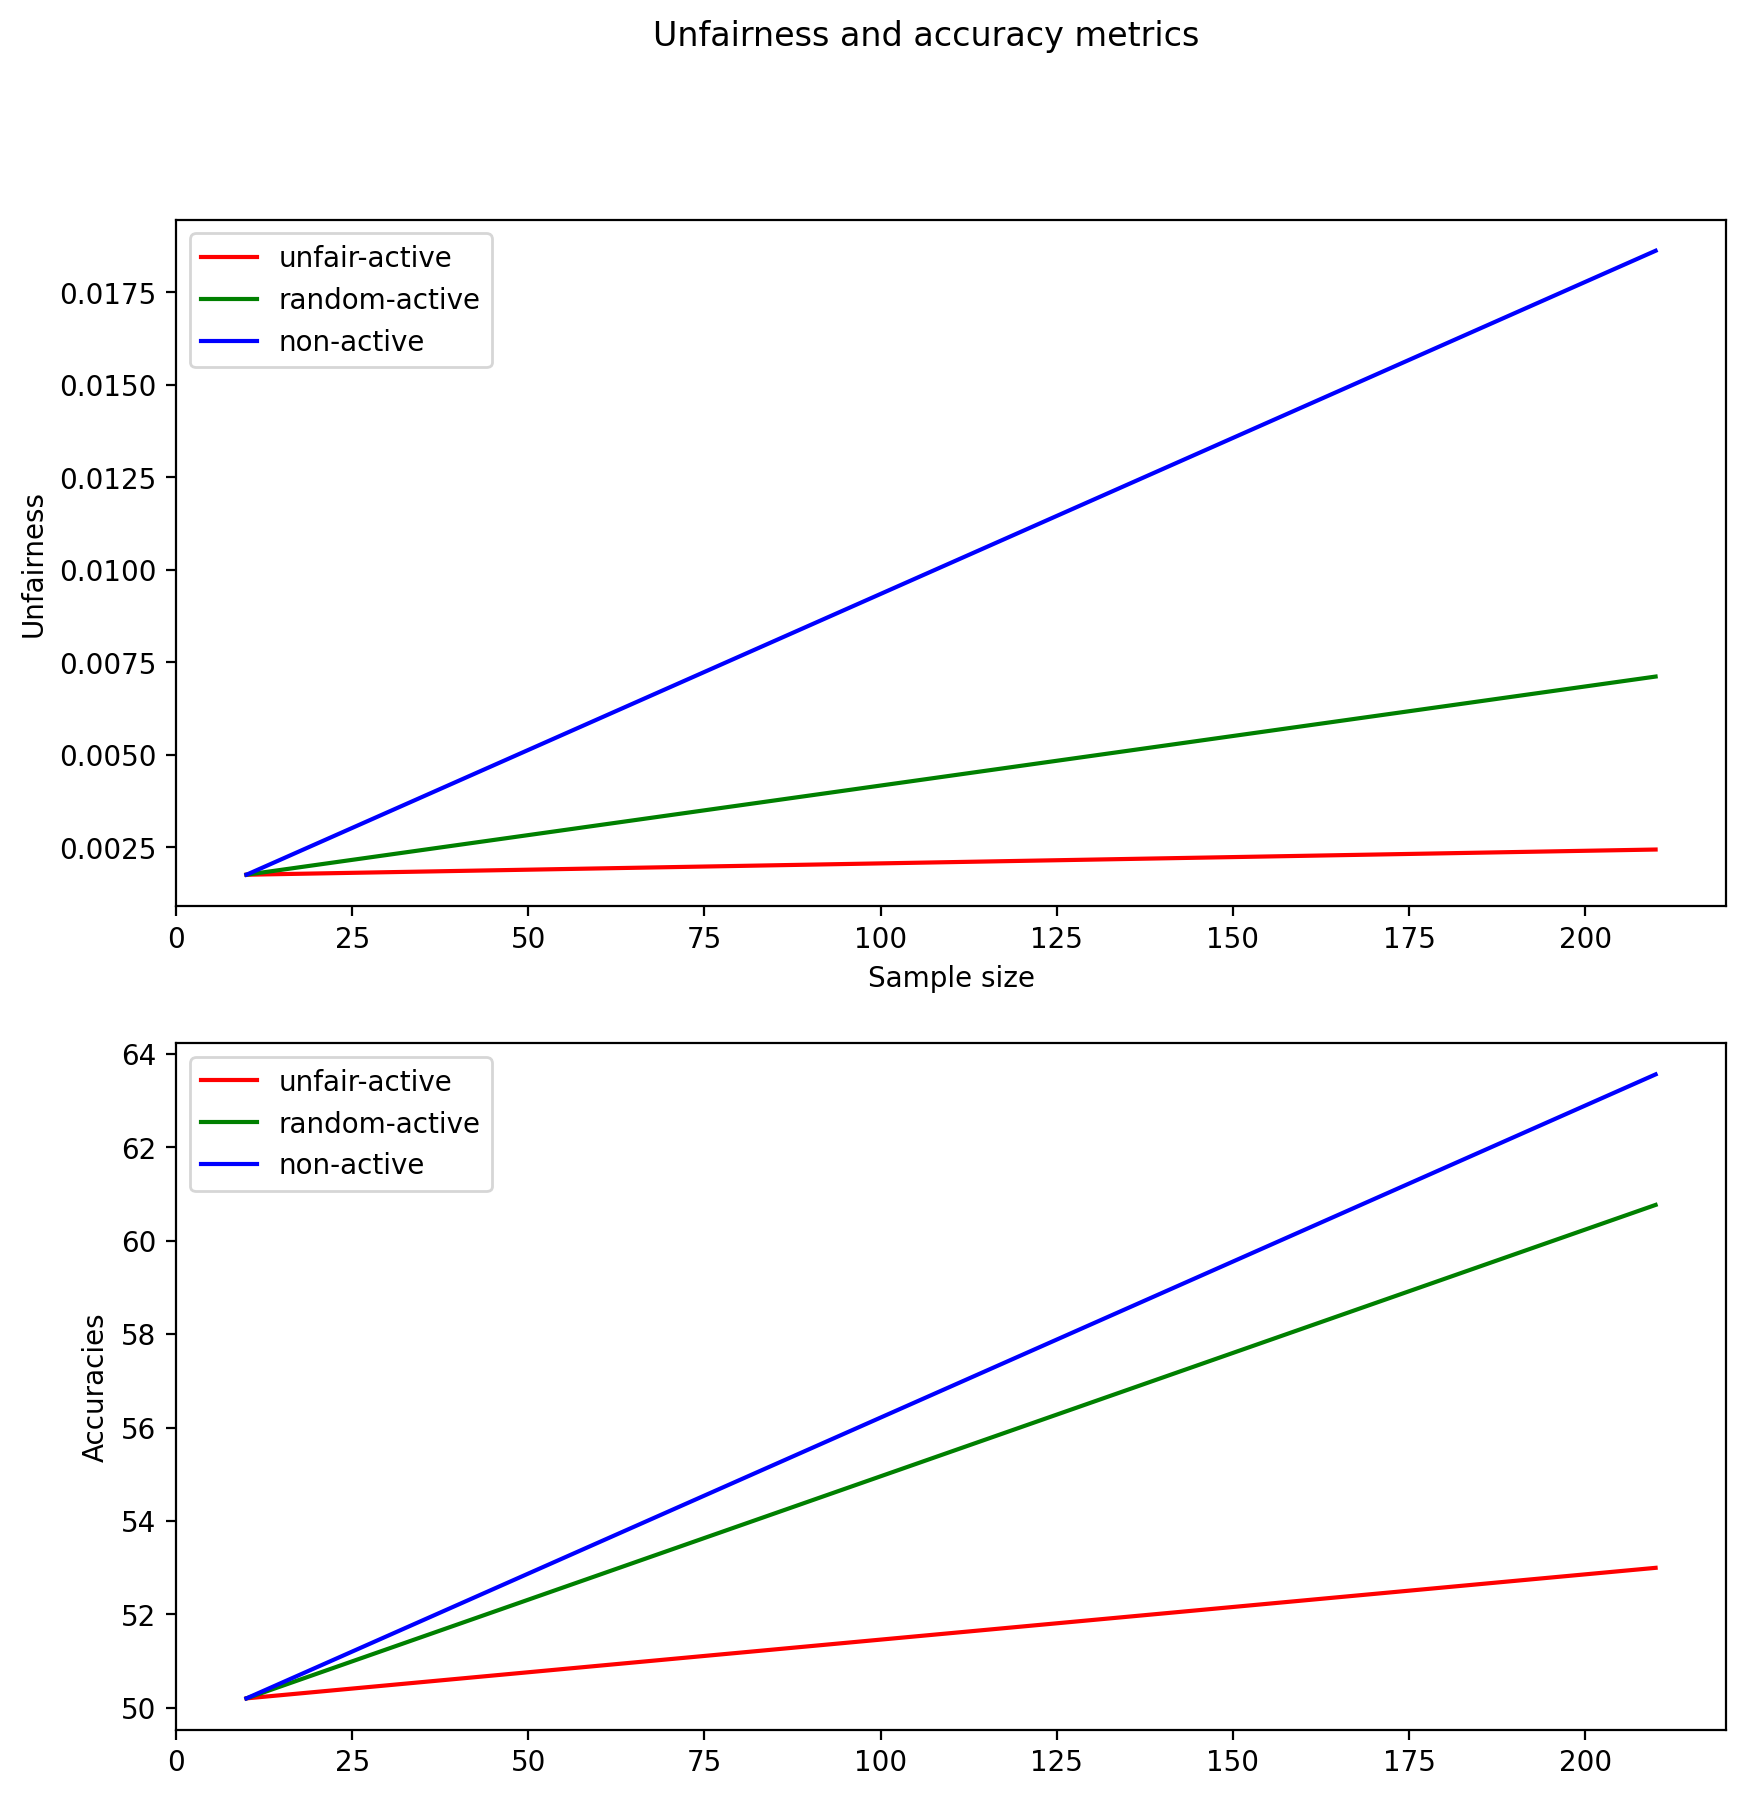 Unfairness and accuracy metrics
unfair-active
random-active
non-active
0.0175
0.0150
0.0125
0.0100
0.0075
0.0050
0.0025
Unfairness
0 25 50 75 100 125 150 175 200
Sample size
unfair-active
random-active
non-active
64
62
60
58
56
54
52
50
Accuracies
0 25 50 75 100 125 150 175 200